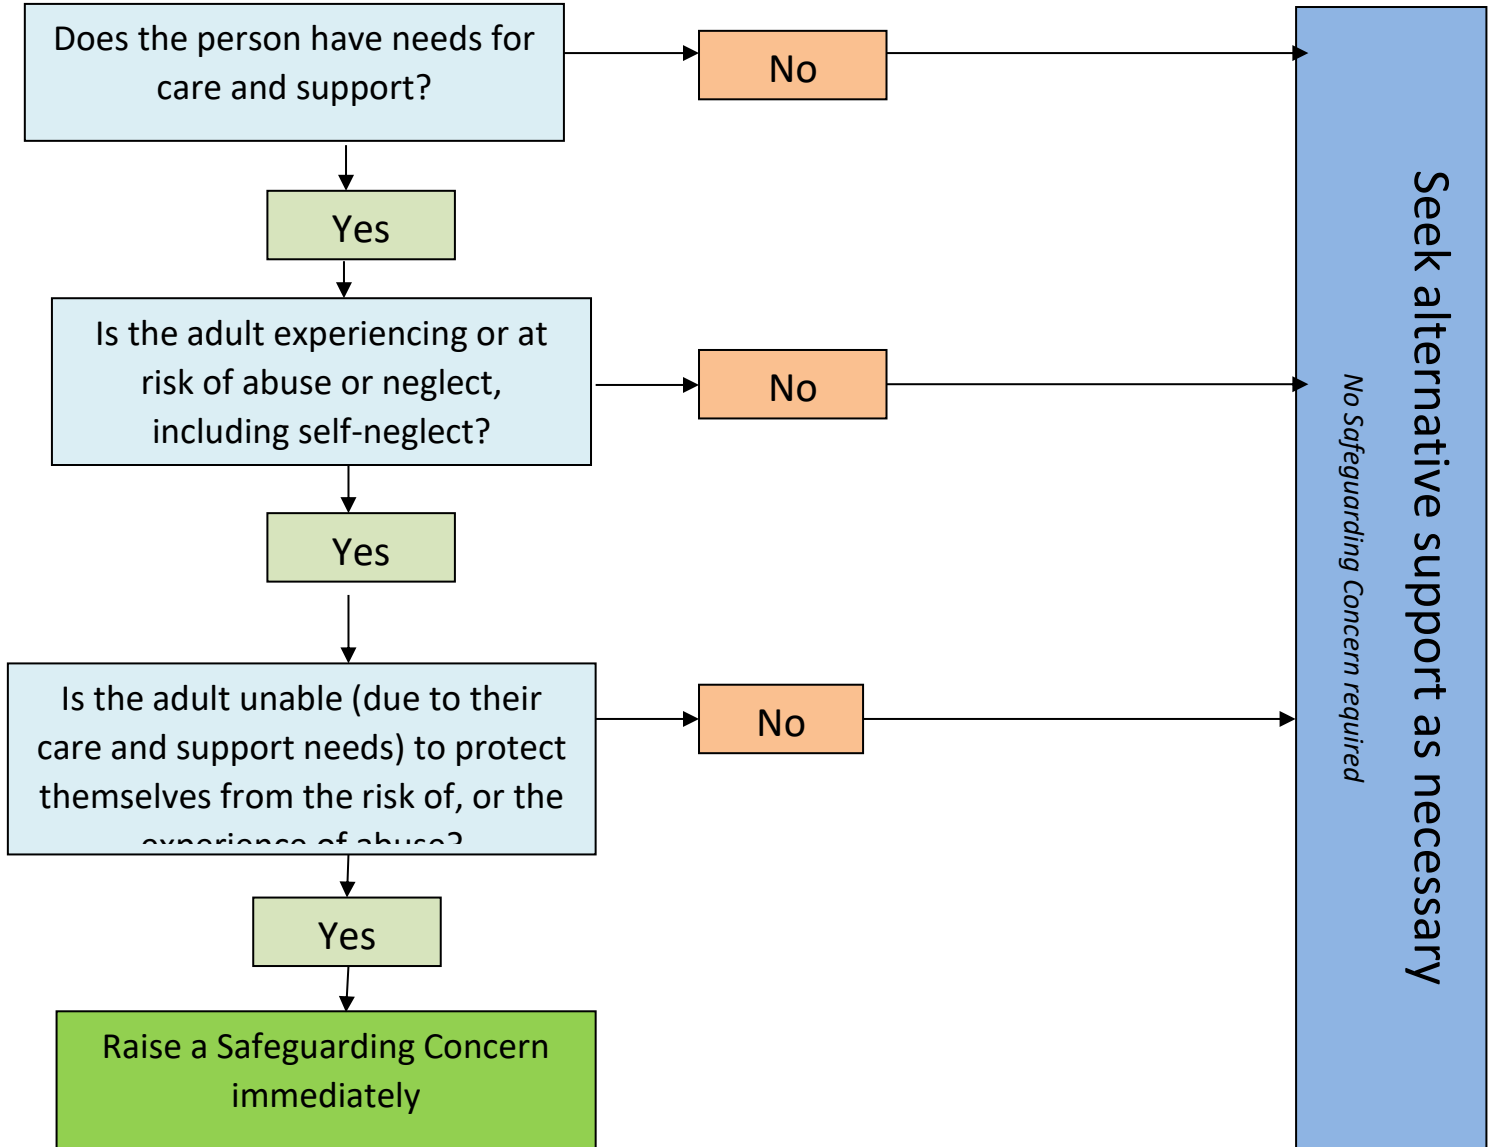 Does the person have needs for
care and support?
No
Yes
Is the adult experiencing or at
risk of abuse or neglect,
including self-neglect?
No
Yes
Is the adult unable (due to their
care and support needs) to protect
themselves from the risk of, or the
experience of abuse?
No
Yes
Raise a Safeguarding Concern
immediately
Seek alternative support as necessary
No Safeguarding Concern required